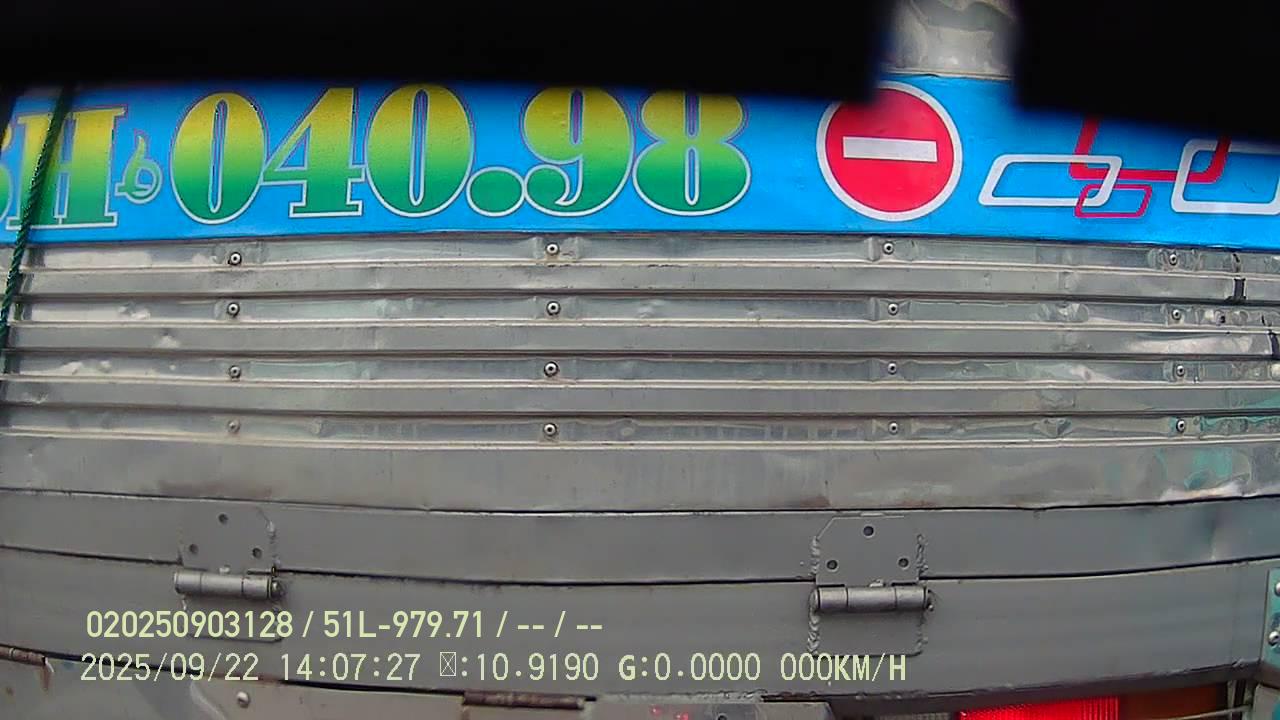 H 040.98
020250903128 / 51L-979.71 / -- / --
2025/09/22 14:07:27 :10.9190 G:0.0000 000KM/H